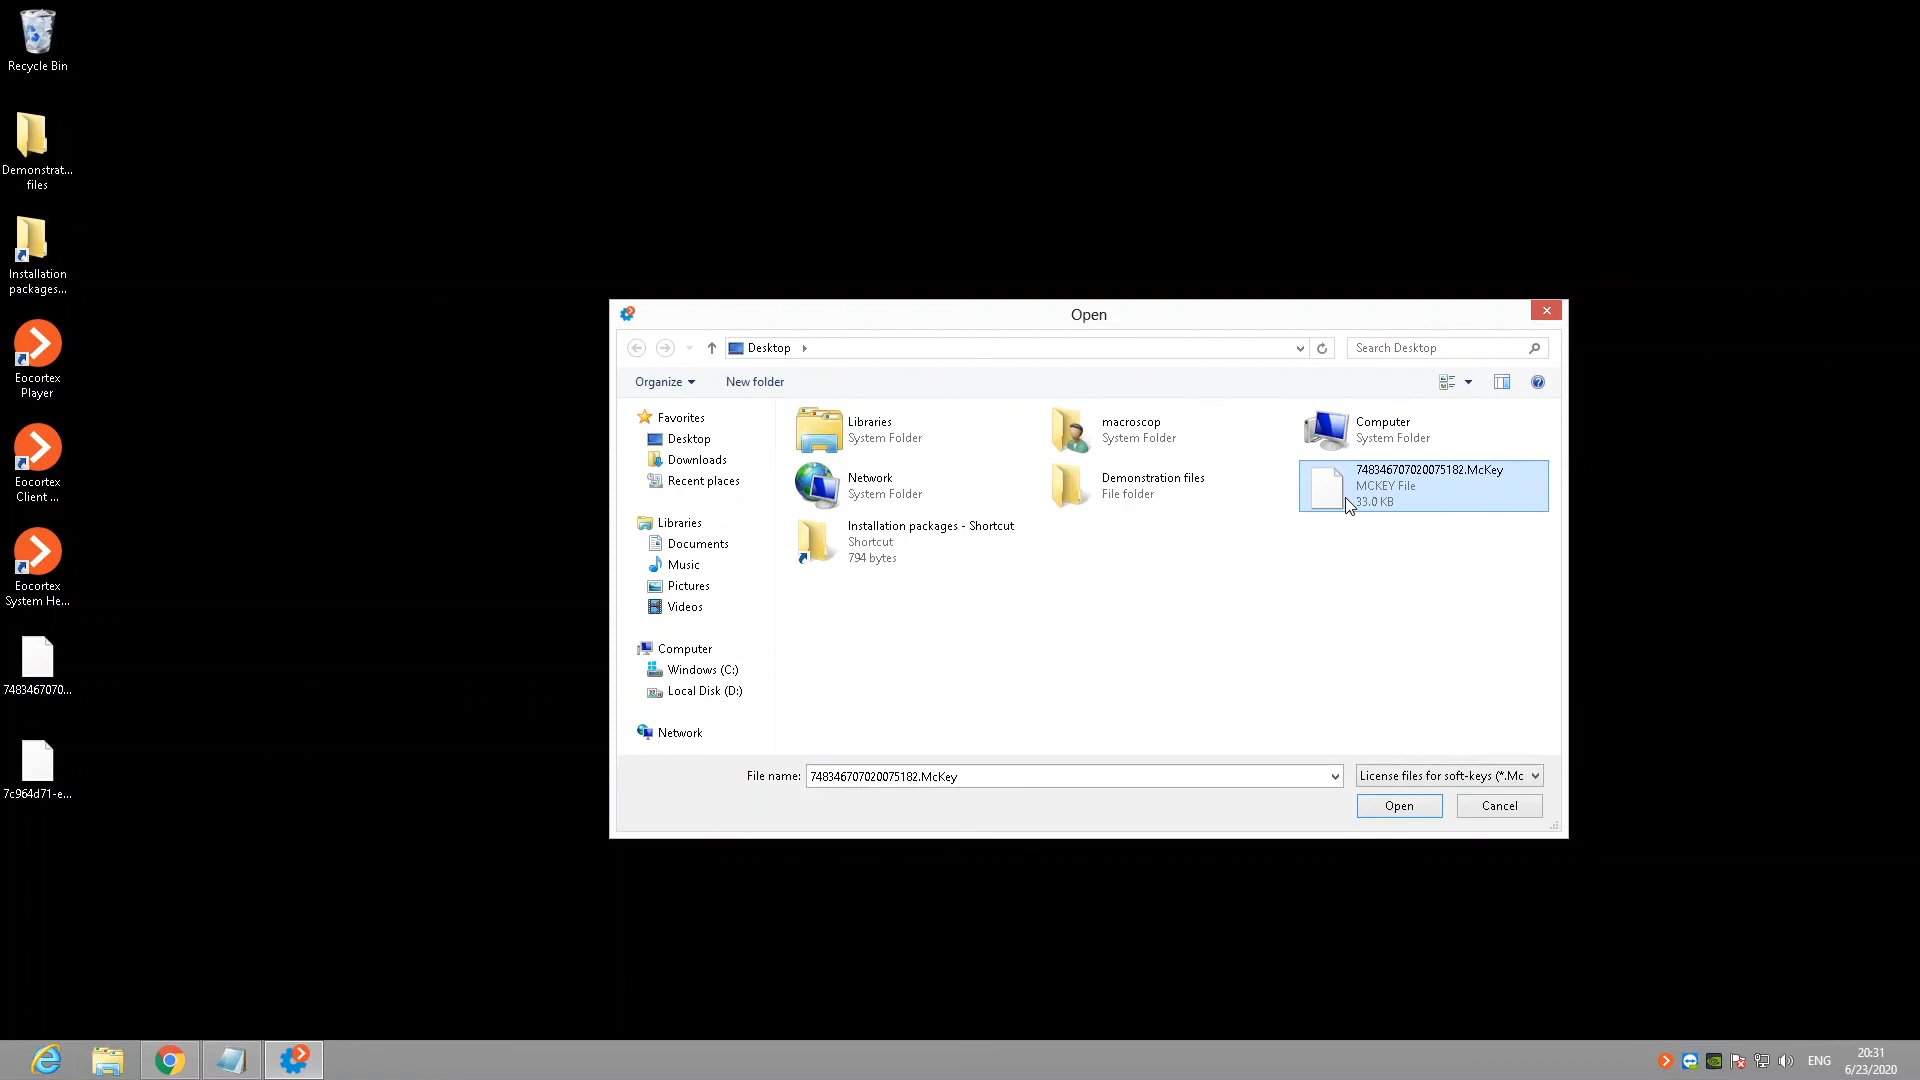 Recycle Bin
Demonstrat...
files
Installation
packages...
Eocortex
Player
Eocortex
Client ...
Eocortex
System He...
7483467070...
7c964d71-e...
Open
Desktop
Search Desktop
Organize
New folder
Favorites
Desktop
Downloads
Recent places
Libraries
Documents
Music
Pictures
Videos
Computer
Windows (C:)
Local Disk (D:)
Network
Libraries
System Folder
macroscop
System Folder
Computer
System Folder
Network
System Folder
Demonstration files
File folder
748346707020075182.McKey
MCKEY File
33.0 KB
Installation packages - Shortcut
Shortcut
794 bytes
File name:
748346707020075182.McKey
License files for soft-keys (*.Mc
Open
Cancel
ENG
20:31
6/23/2020